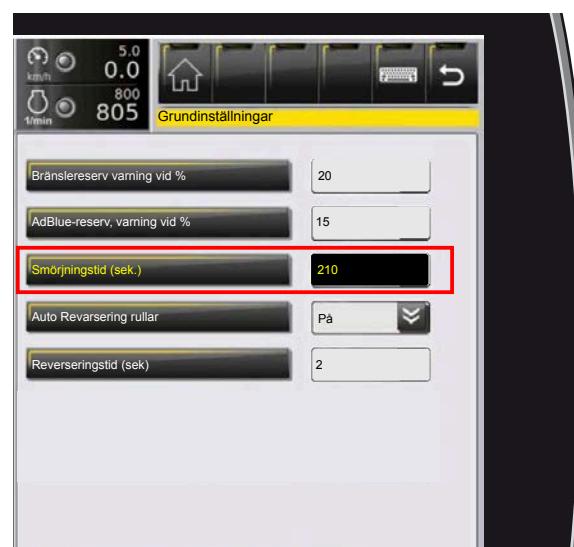 5.0
km/h 0.0
800
1/min 805
Grundinställningar
Bränslereserv varning vid % 20
AdBlue-reserv, varning vid % 15
Smörjningstid (sek.) 210
Auto Revarsering rullar På
Reverseringstid (sek) 2